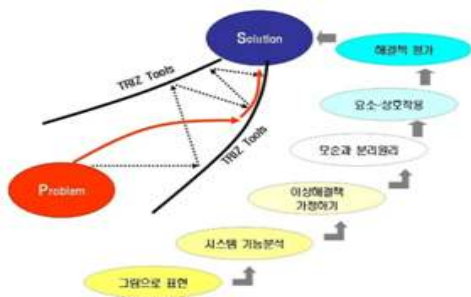 Solution
해결책 평가
TRIZ Tools
요소-상호작용
모순과 분리원리
TRIZ Tools
Problem
이상해결책
가정하기
시스템 기능분석
그림으로 표현